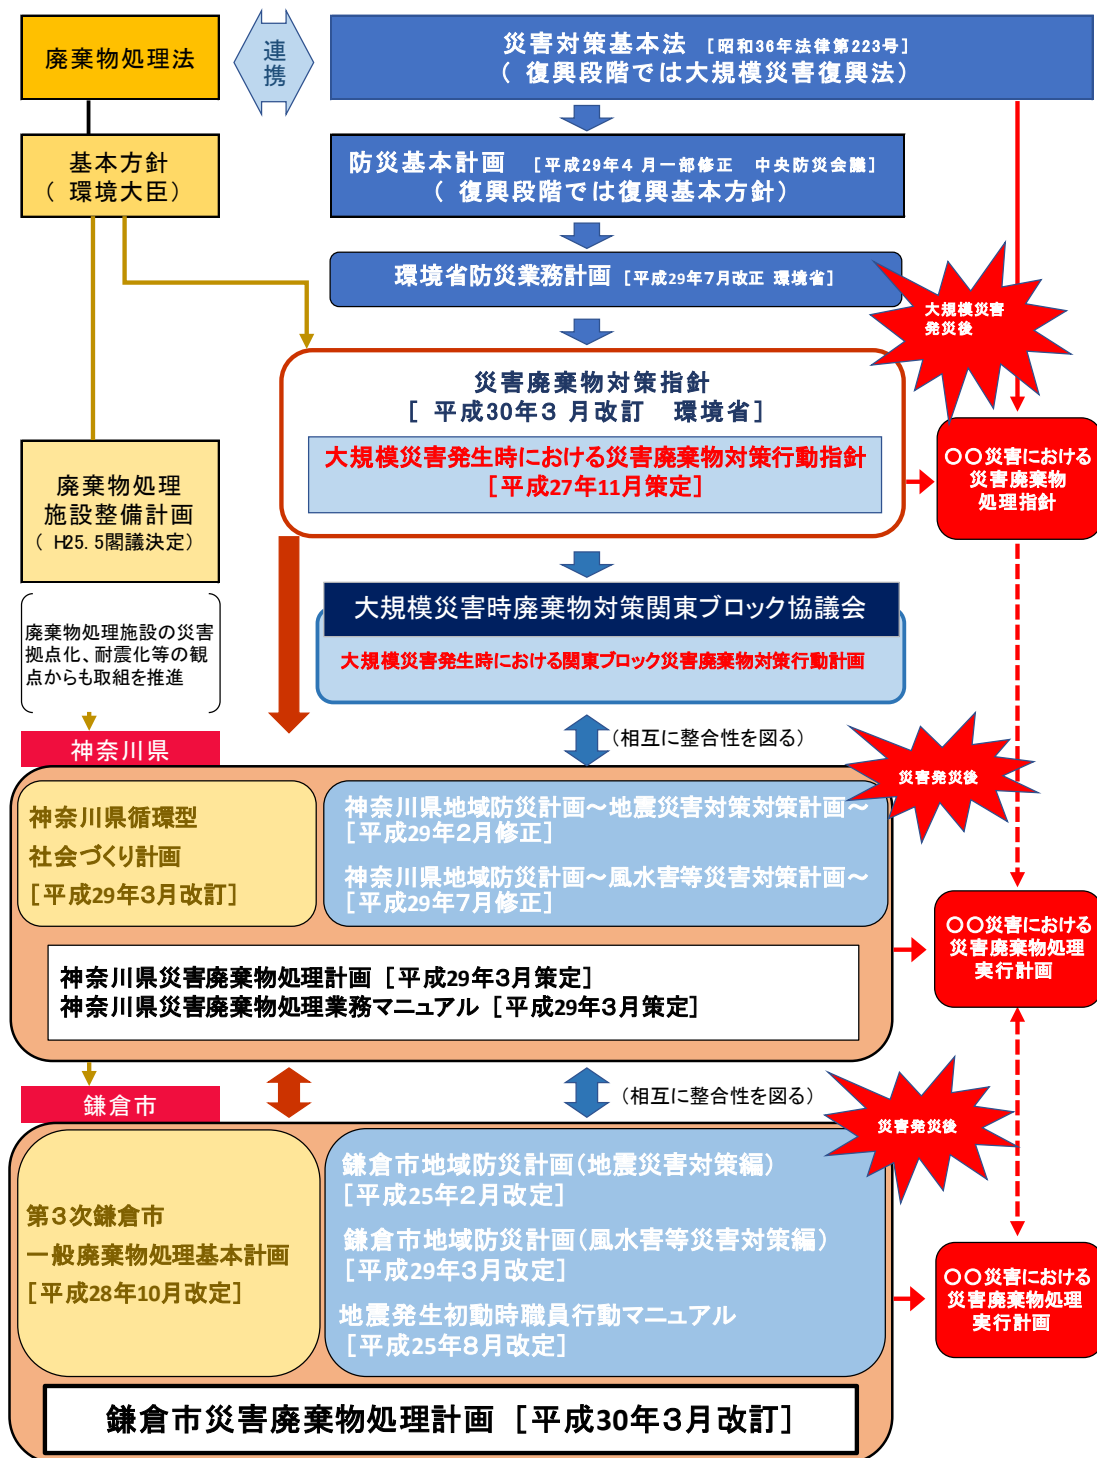 廃棄物処理法
連
携
災害対策基本法 [昭和36年法律第223号]
( 復興段階では大規模災害復興法)
基本方針
( 環境大臣)
防災基本計画 [平成29年4 月一部修正 中央防災会議]
( 復興段階では復興基本方針)
環境省防災業務計画 [平成29年7月改正 環境省]
大規模災害
発災後
災害廃棄物対策指針
[ 平成30年3 月改訂 環境省]
大規模災害発生時における災害廃棄物対策行動指針
[平成27年11月策定]
〇〇災害における
災害廃棄物
処理指針
廃棄物処理
施設整備計画
( H25.5閣議決定)
廃棄物処理施設の災害
拠点化、耐震化等の観
点からも取組を推進
大規模災害時廃棄物対策関東ブロック協議会
大規模災害発生時における関東ブロック災害廃棄物対策行動計画
(相互に整合性を図る)
災害発災後
神奈川県
神奈川県循環型
社会づくり計画
[平成29年3月改訂]
神奈川県地域防災計画～地震災害対策対策計画～
[平成29年2月修正]
神奈川県地域防災計画～風水害等災害対策計画～
[平成29年7月修正]
神奈川県災害廃棄物処理計画 [平成29年3月策定]
神奈川県災害廃棄物処理業務マニュアル [平成29年3月策定]
〇〇災害における
災害廃棄物処理
実行計画
鎌倉市
(相互に整合性を図る)
災害発災後
第3次鎌倉市
一般廃棄物処理基本計画
[平成28年10月改定]
鎌倉市地域防災計画(地震災害対策編)
[平成25年2月改定]
鎌倉市地域防災計画(風水害等災害対策編)
[平成29年3月改定]
地震発生初動時職員行動マニュアル
[平成25年8月改定]
〇〇災害における
災害廃棄物処理
実行計画
鎌倉市災害廃棄物処理計画 [平成30年3月改訂]